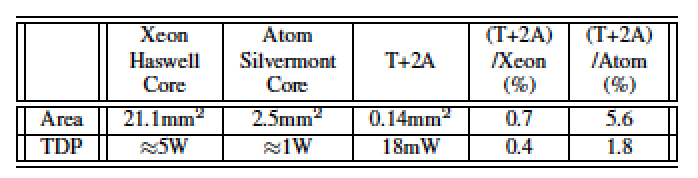 Xeon Haswell Core Atom Silvermont Core T+2A (T+2A) /Xeon (%) (T+2A) /Atom (%)
Area 21.1mm² 2.5mm² 0.14mm² 0.7 5.6
TDP ≈5W ≈1W 18mW 0.4 1.8